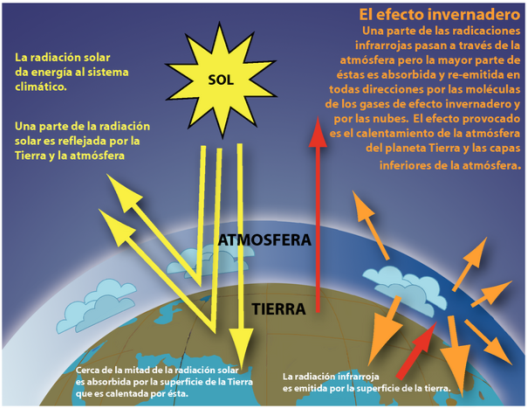 El efecto invernadero
Una parte de las radicaciones
infrarrojas pasan a través de la
atmósfera pero la mayor parte de
éstas es absorbida y re-emitida en
todas direcciones por las moléculas
de los gases de efecto invernadero y
por las nubes. El efecto provocado
es el calentamiento de la atmósfera
del planeta Tierra y las capas
inferiores de la atmósfera.
La radiación solar
da energía al sistema
climático.
Una parte de la radiación
solar es reflejada por la
Tierra y la atmósfera
SOL
ATMOSFERA
TIERRA
Cerca de la mitad de la radiación solar
es absorbida por la superficie de la Tierra
que es calentada por ésta.
La radiación infrarroja
es emitida por la superficie de la tierra.